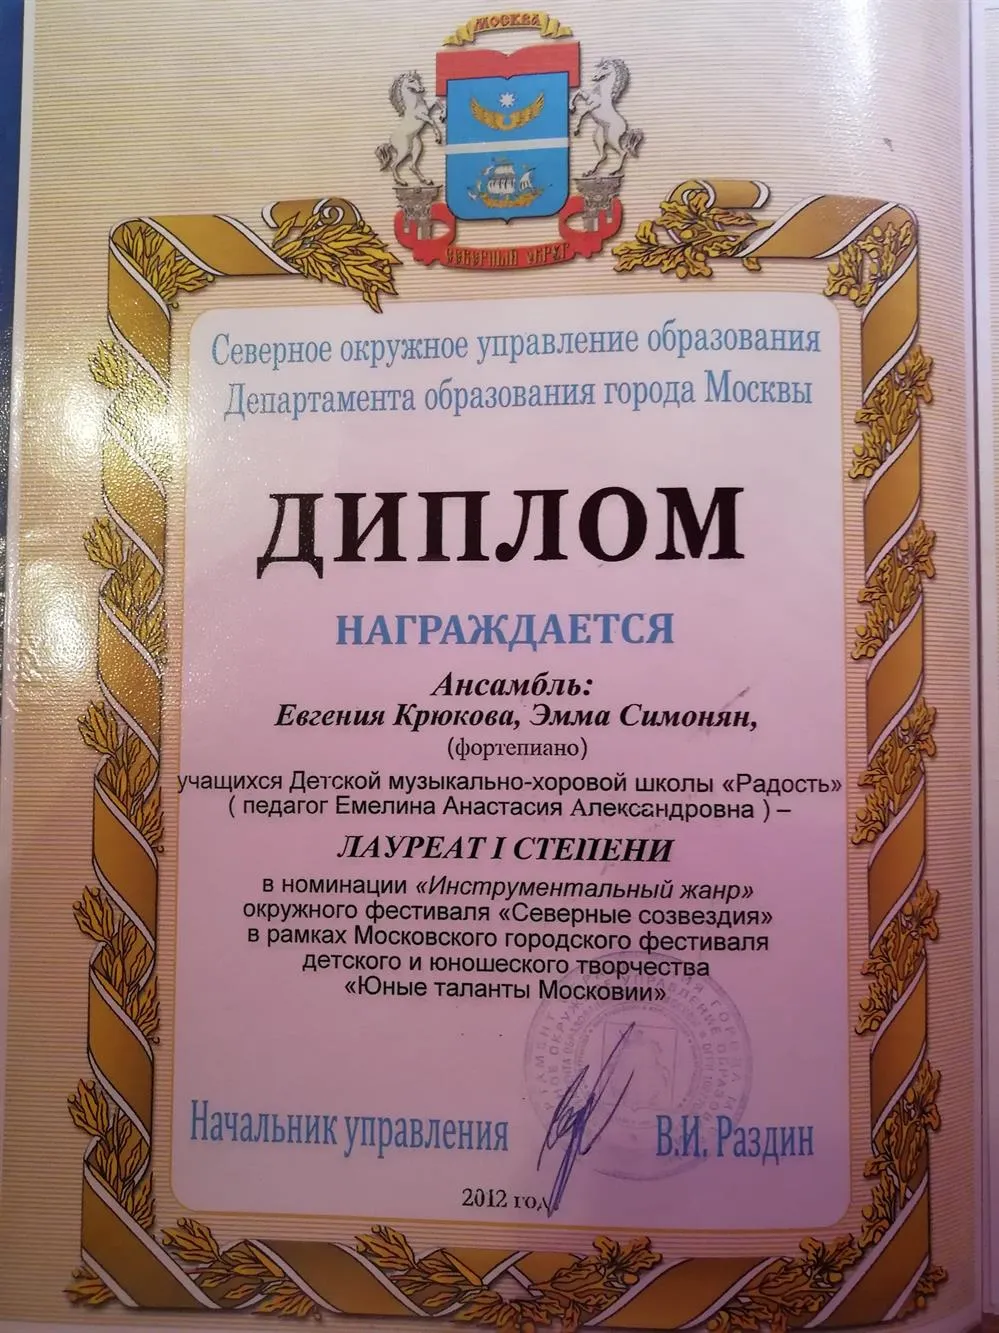 МОСКВА
СЕВЕРНЫЙ ОКРУГ
Северное окружное управление образования
Департамента образования города Москвы
ДИПЛОМ
НАГРАЖДАЕТСЯ
Ансамбль:
Евгения Крюкова, Эмма Симонян,
(фортепиано)
учащихся Детской музыкально-хоровой школы «Радость»
( педагог Емелина Анастасия Александровна ) –
ЛАУРЕАТ I СТЕПЕНИ
в номинации «Инструментальный жанр»
окружного фестиваля «Северные созвездия»
в рамках Московского городского фестиваля
детского и юношеского творчества
«Юные таланты Московии»
Начальник управления
В.И. Раздин
2012 год